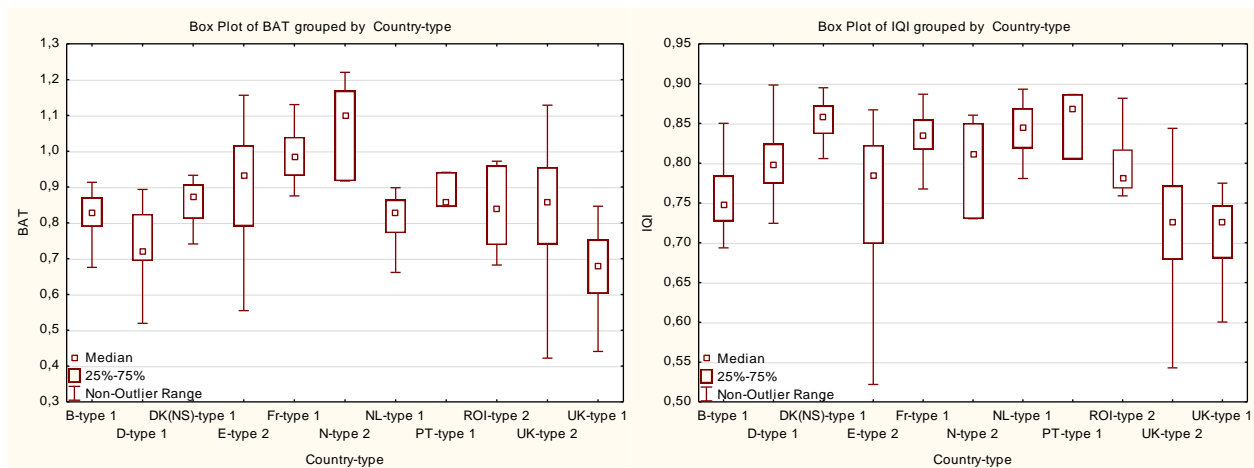 Box Plot of BAT grouped by Country-type
1,3
1,2
1,1
1,0
0,9
0,8
0,7
0,6
0,5
0,4
0,3
BAT
Median
25%-75%
Non-Outlier Range
B-type 1 DK(NS)-type 1 Fr-type 1 NL-type 1 ROI-type 2 UK-type 1
D-type 1 E-type 2 N-type 2 PT-type 1 UK-type 2
Country-type
Box Plot of IQI grouped by Country-type
0,95
0,90
0,85
0,80
0,75
0,70
0,65
0,60
0,55
0,50
IQI
Median
25%-75%
Non-Outlier Range
B-type 1 DK(NS)-type 1 Fr-type 1 NL-type 1 ROI-type 2 UK-type 1
D-type 1 E-type 2 N-type 2 PT-type 1 UK-type 2
Country-type